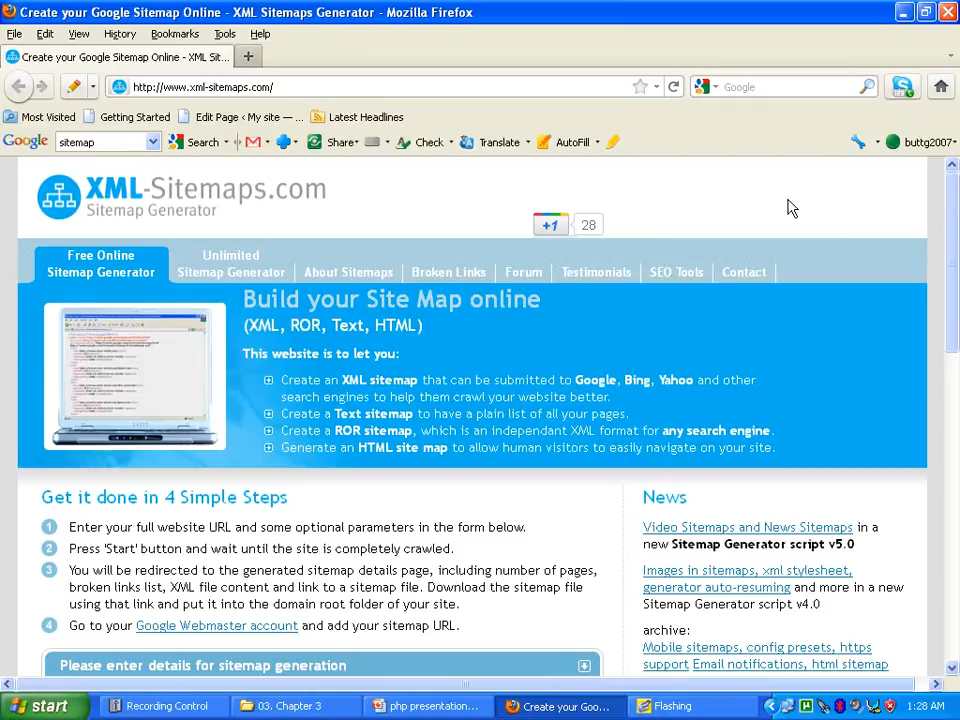 Create your Google Sitemap Online - XML Sitemaps Generator - Mozilla Firefox
File Edit View History Bookmarks Tools Help
Create your Google Sitemap Online - XML Sit...
http://www.xml-sitemaps.com/
Google
Most Visited Getting Started Edit Page < My site — ... Latest Headlines
Google sitemap Search Share Check Translate AutoFill buttg2007
XML-Sitemaps.com
Sitemap Generator
+1 28
Free Online Sitemap Generator
Unlimited Sitemap Generator
About Sitemaps Broken Links Forum Testimonials SEO Tools Contact
Build your Site Map online
(XML, ROR, Text, HTML)
This website is to let you:
Create an XML sitemap that can be submitted to Google, Bing, Yahoo and other
search engines to help them crawl your website better.
Create a Text sitemap to have a plain list of all your pages.
Create a ROR sitemap, which is an independant XML format for any search engine.
Generate an HTML site map to allow human visitors to easily navigate on your site.
Get it done in 4 Simple Steps
1 Enter your full website URL and some optional parameters in the form below.
2 Press 'Start' button and wait until the site is completely crawled.
3 You will be redirected to the generated sitemap details page, including number of pages,
broken links list, XML file content and link to a sitemap file. Download the sitemap file
using that link and put it into the domain root folder of your site.
4 Go to your Google Webmaster account and add your sitemap URL.
Please enter details for sitemap generation
News
Video Sitemaps and News Sitemaps in a
new Sitemap Generator script v5.0
Images in sitemaps, xml stylesheet,
generator auto-resuming and more in a new
Sitemap Generator script v4.0
archive:
Mobile sitemaps, config presets, https
support Email notifications, html sitemap
start Recording Control 03. Chapter 3 php presentation... Create your Goo... Flashing 1:28 AM